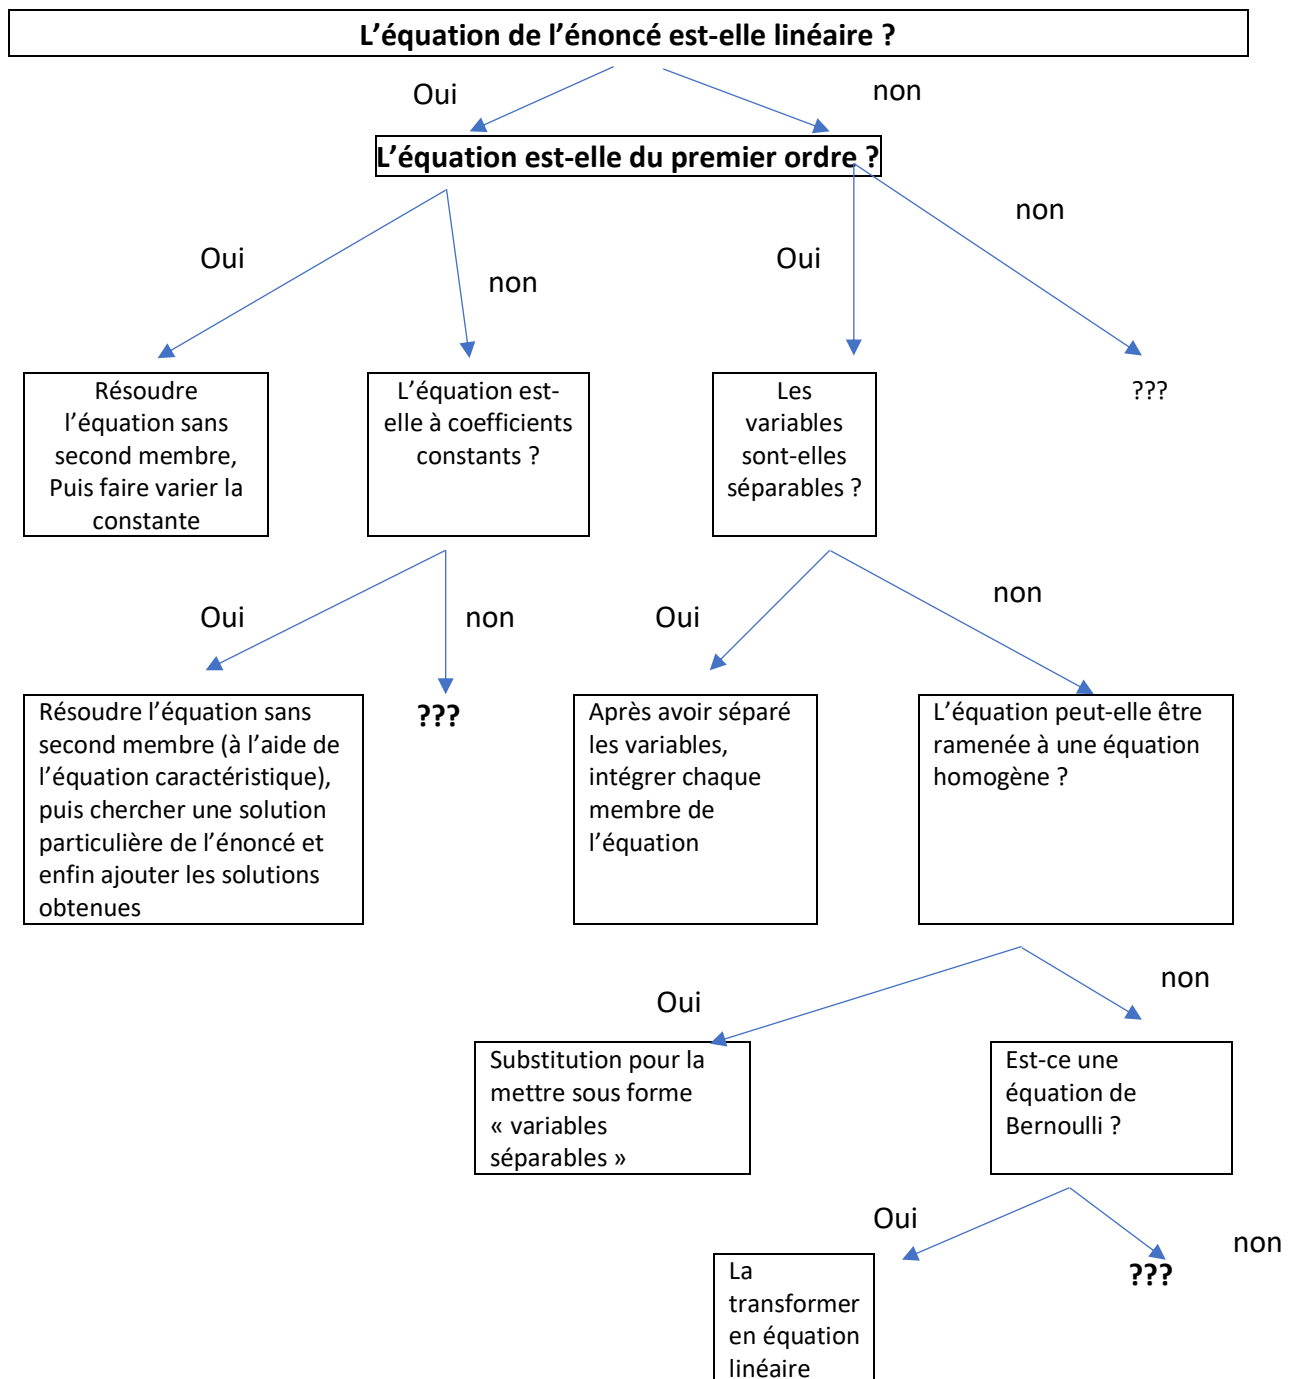 L’équation de l’énoncé est-elle linéaire ?
Oui
non
L’équation est-elle du premier ordre ?
Oui
non
Oui
non
Résoudre
l’équation sans
second membre,
Puis faire varier la
constante
L’équation est-
elle à coefficients
constants ?
Les
variables
sont-elles
séparables ?
???
Oui
non
Oui
non
Résoudre l’équation sans
second membre (à l’aide de
l’équation caractéristique),
puis chercher une solution
particulière de l’énoncé et
enfin ajouter les solutions
obtenues
???
Après avoir séparé
les variables,
intégrer chaque
membre de
l’équation
L’équation peut-elle être
ramenée à une équation
homogène ?
Oui
non
Substitution pour la
mettre sous forme
« variables
séparables »
Est-ce une
équation de
Bernoulli ?
Oui
non
La
transformer
en équation
linéaire
???